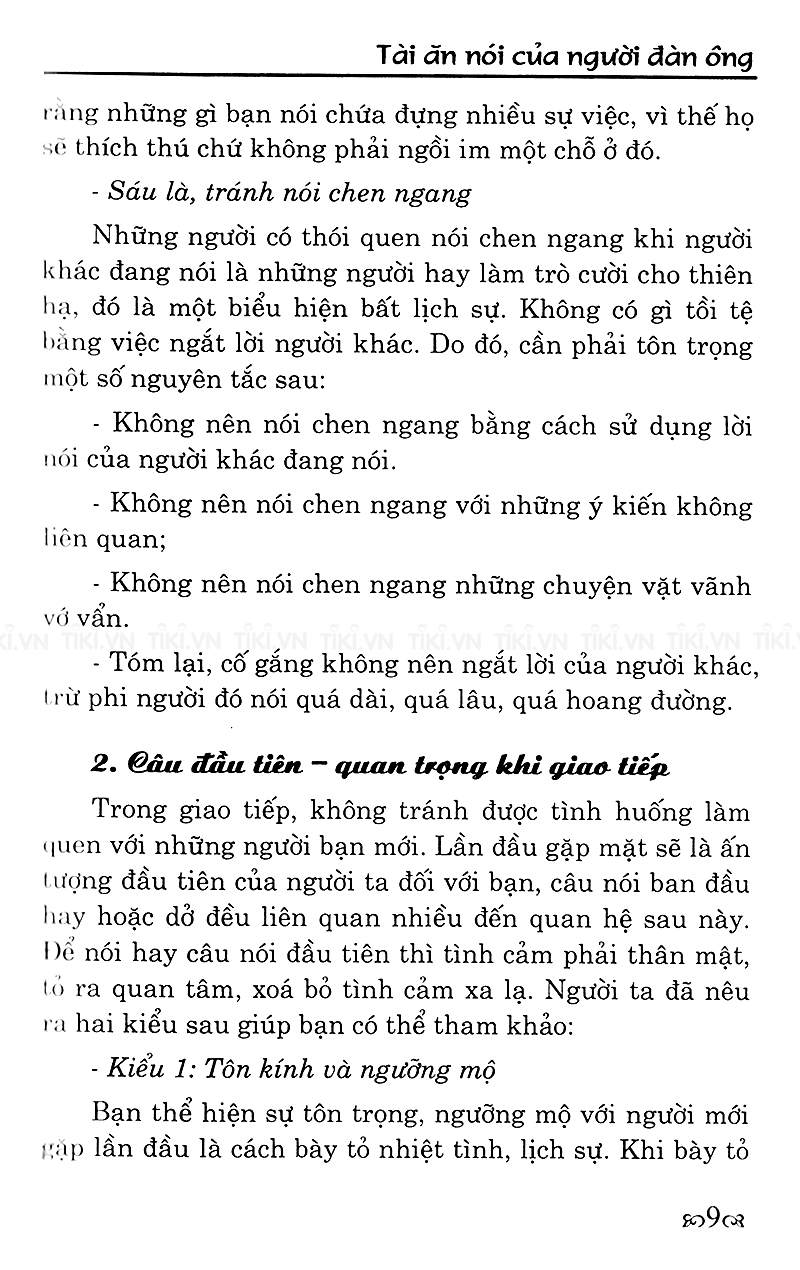 Tài ăn nói của người đàn ông
rằng những gì bạn nói chứa đựng nhiều sự việc, vì thế họ
sẽ thích thú chứ không phải ngồi im một chỗ ở đó.
- Sáu là, tránh nói chen ngang
Những người có thói quen nói chen ngang khi người
khác đang nói là những người hay làm trò cười cho thiên
hạ, đó là một biểu hiện bất lịch sự. Không có gì tồi tệ
bằng việc ngắt lời người khác. Do đó, cần phải tôn trọng
một số nguyên tắc sau:
- Không nên nói chen ngang bằng cách sử dụng lời
nói của người khác đang nói.
- Không nên nói chen ngang với những ý kiến không
liên quan;
- Không nên nói chen ngang những chuyện vặt vãnh
vớ vẩn.
TIKI.VN TIKI.VN TIKI.VN TIKI.VN TIKI.VN TIKI.VN TIKI.VN TIKI.VN
- Tóm lại, cố gắng không nên ngắt lời của người khác,
trừ phi người đó nói quá dài, quá lâu, quá hoang đường.
2. Câu đầu tiên – quan trọng khi giao tiếp
Trong giao tiếp, không tránh được tình huống làm
quen với những người bạn mới. Lần đầu gặp mặt sẽ là ấn
tượng đầu tiên của người ta đối với bạn, câu nói ban đầu
hay hoặc dở đều liên quan nhiều đến quan hệ sau này.
Để nói hay câu nói đầu tiên thì tình cảm phải thân mật,
tỏ ra quan tâm, xoá bỏ tình cảm xa lạ. Người ta đã nêu
ra hai kiểu sau giúp bạn có thể tham khảo:
- Kiểu 1: Tôn kính và ngưỡng mộ
Bạn thể hiện sự tôn trọng, ngưỡng mộ với người mới
gặp lần đầu là cách bày tỏ nhiệt tình, lịch sự. Khi bày tỏ
9